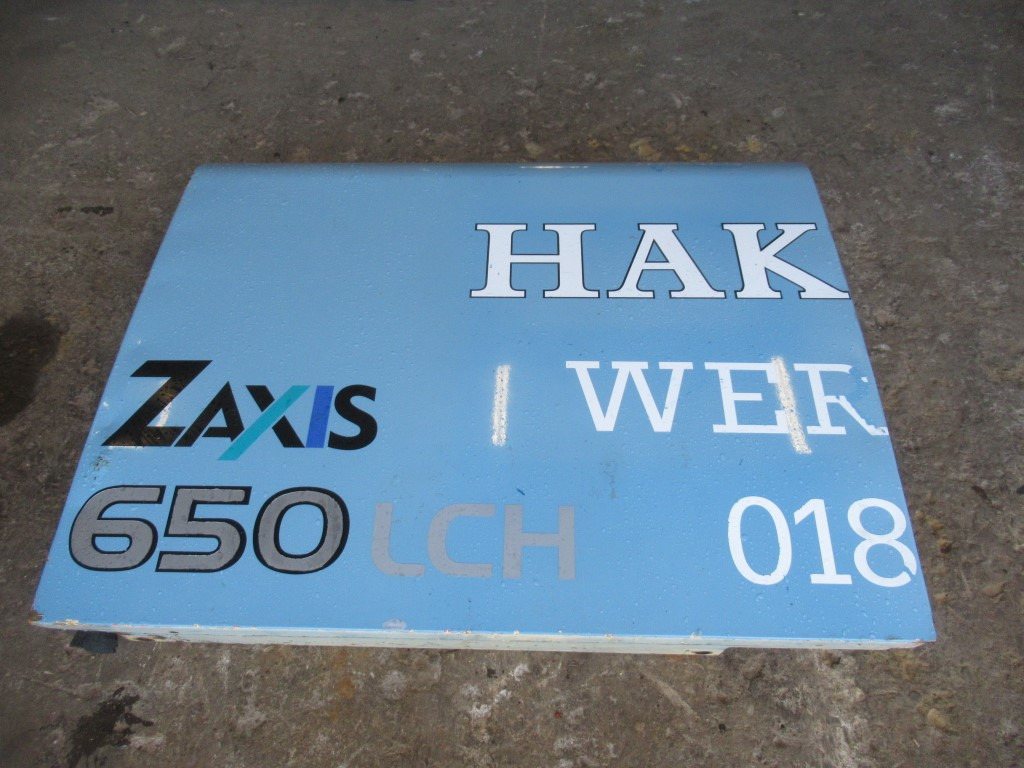 HAK
ZAXIS WER
650 LCH 018